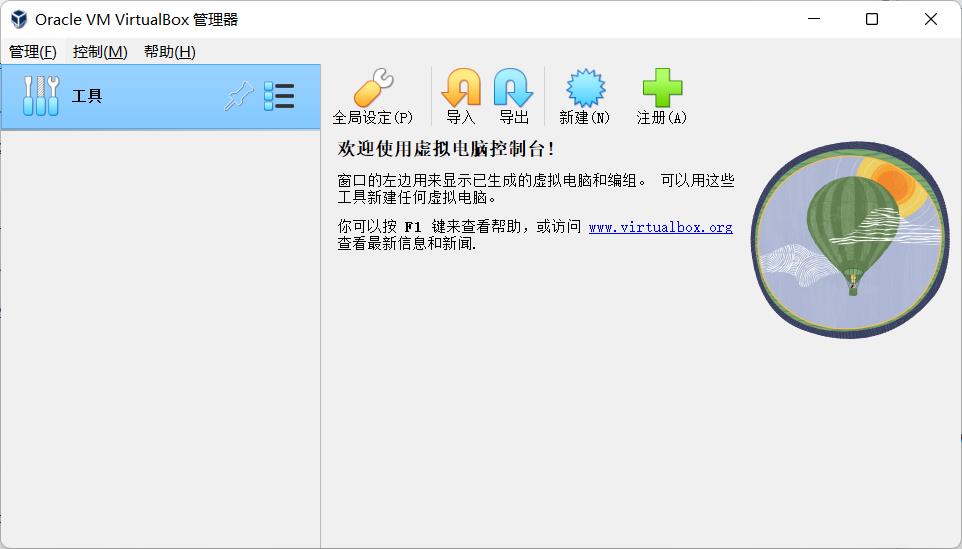 Oracle VM VirtualBox 管理器
管理(F) 控制(M) 帮助(H)
工具
全局设定(P) 导入 导出 新建(N) 注册(A)
欢迎使用虚拟电脑控制台!
窗口的左边用来显示已生成的虚拟电脑和编组。 可以用这些
工具新建任何虚拟电脑。
你可以按 F1 键来查看帮助，或访问 www.virtualbox.org
查看最新信息和新闻.